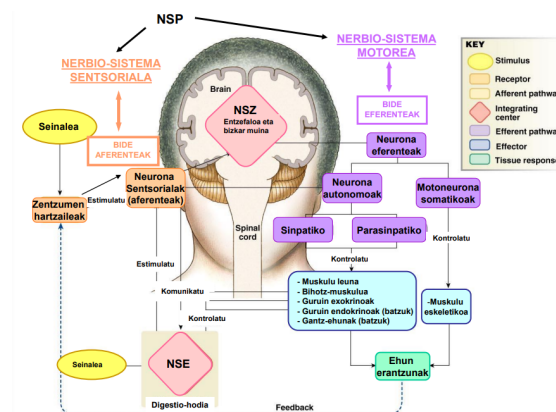 NSP
NERBIO-SISTEMA
SENTSORIALA
NERBIO-SISTEMA
MOTOREA
KEY
Stimulus
Receptor
Afferent pathwa
Integrating
center
Efferent pathwa
Effector
Tissue response
Brain
NSZ
Entzefaloa eta
bizkar muina
BIDE
EFERENTEAK
Seinalea
BIDE
AFERENTEAK
Neurona
eferenteak
Zentzumen
hartzaileak
Estimulatu
Neurona
Sentsorialak
(aferenteak)
Neurona
autonomoak
Motoneurona
somatikoak
Spinal
cord
Sinpatiko
Parasinpatiko
Estimulatu
Kontrolatu
Kontrolatu
Komunikatu
Kontrolatu
- Muskulu leuna
- Bihotz-muskulua
- Guruin exokrinoak
- Guruin endokrinoak (batzuk)
- Gantz-ehunak (batzuk)
-Muskulu
eskeletikoa
Seinalea
NSE
Ehun
erantzunak
Digestio-hodia
Feedback